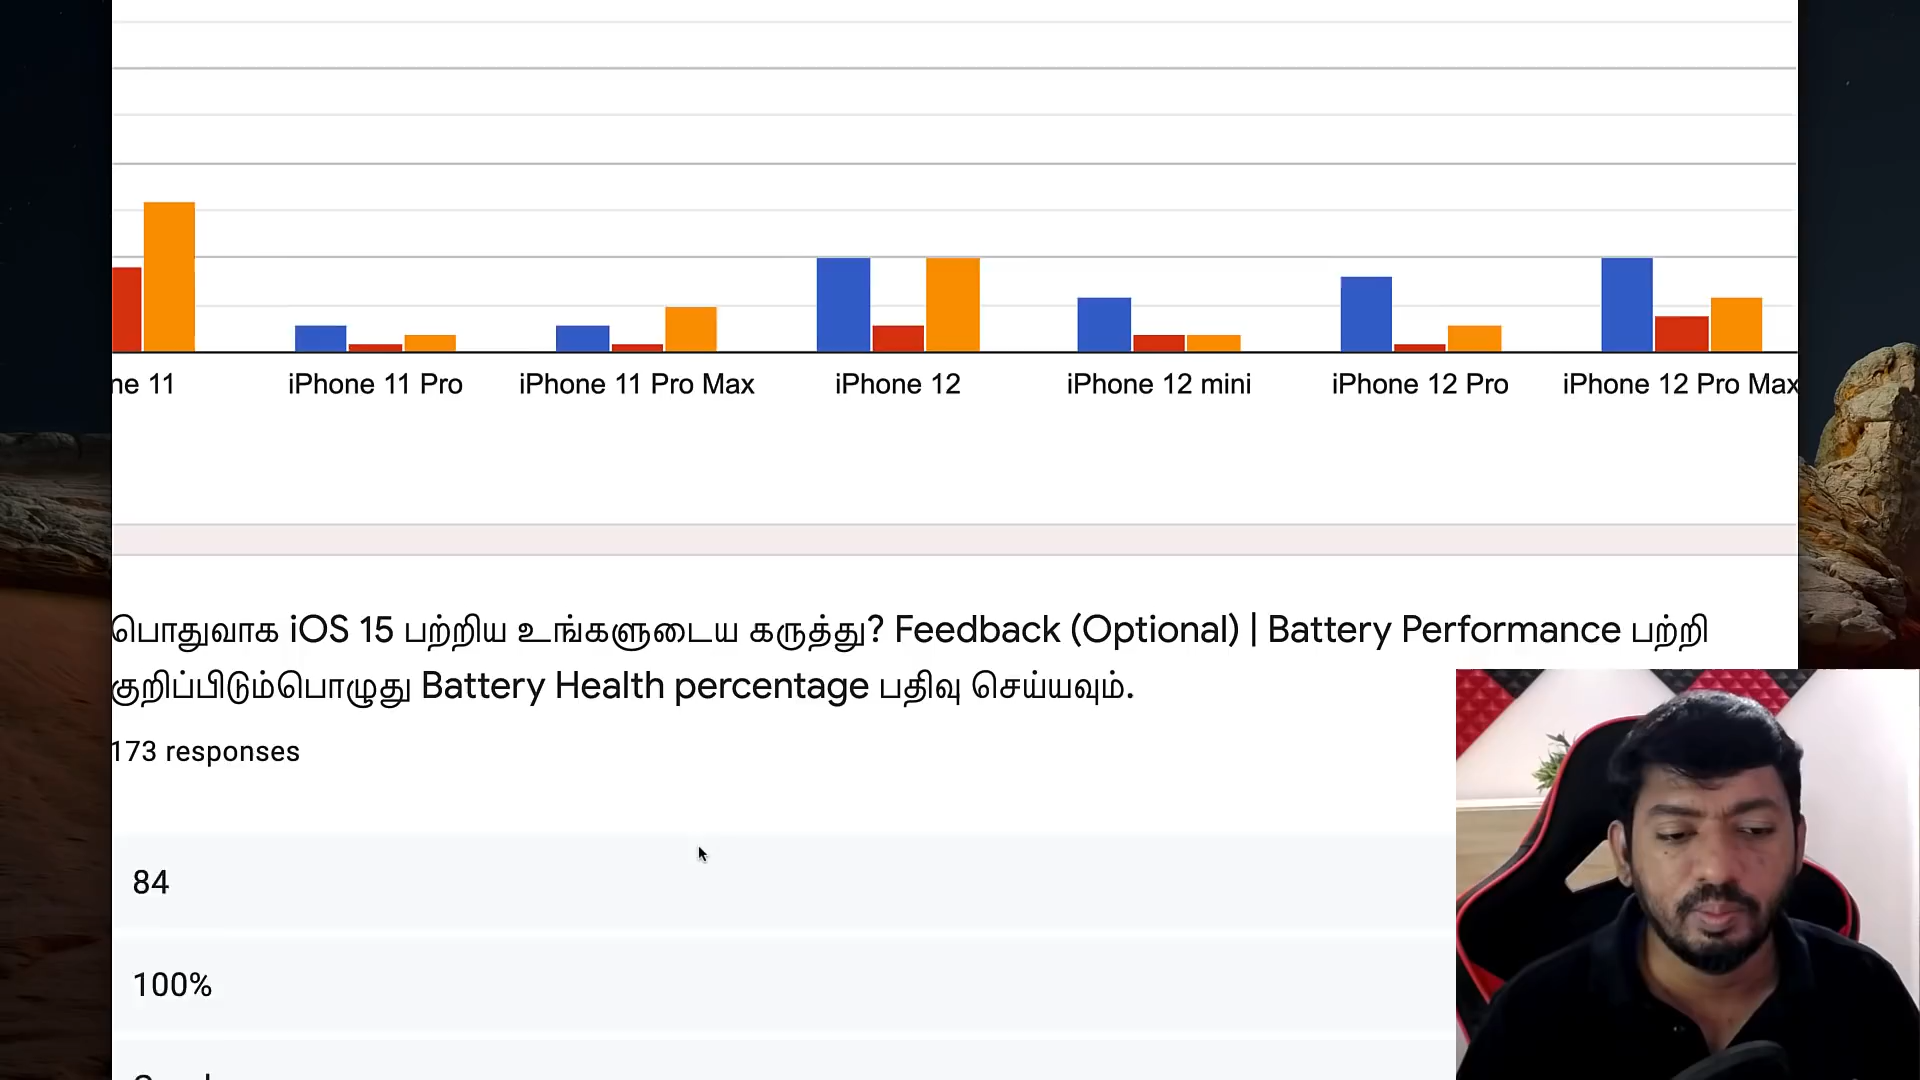 ne 11 iPhone 11 Pro iPhone 11 Pro Max iPhone 12 iPhone 12 mini iPhone 12 Pro iPhone 12 Pro Max
பொதுவாக iOS 15 பற்றிய உங்களுடைய கருத்து? Feedback (Optional) | Battery Performance பற்றி
குறிப்பிடும்பொழுது Battery Health percentage பதிவு செய்யவும்.
173 responses
84
100%